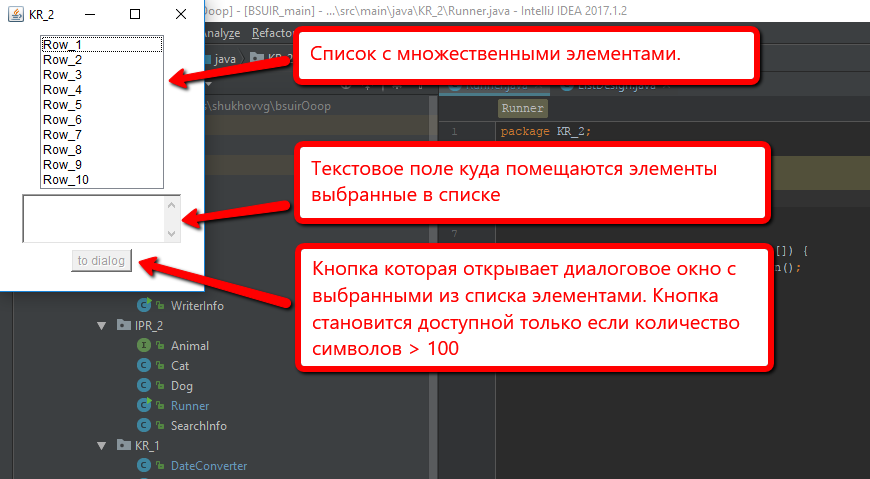 KR_2
Row_1
Row_2
Row_3
Row_4
Row_5
Row_6
Row_7
Row_8
Row_9
Row_10
to dialog
oop] - [BSUIR_main] - ...\src\main\java\KR_2\Runner.java - IntelliJ IDEA 2017.1.2
Analyze Refactor
java KR_2
Список с множественными элементами.
\shukhovvg\bsuirOoop
Runner
1 package KR_2;
Текстовое поле куда помещаются элементы
выбранные в списке
7
[]) {
();
Кнопка которая открывает диалоговое окно с
выбранными из списка элементами. Кнопка
становится доступной только если количество
символов > 100
WriterInfo
IPR_2
Animal
Cat
Dog
Runner
SearchInfo
KR_1
DateConverter